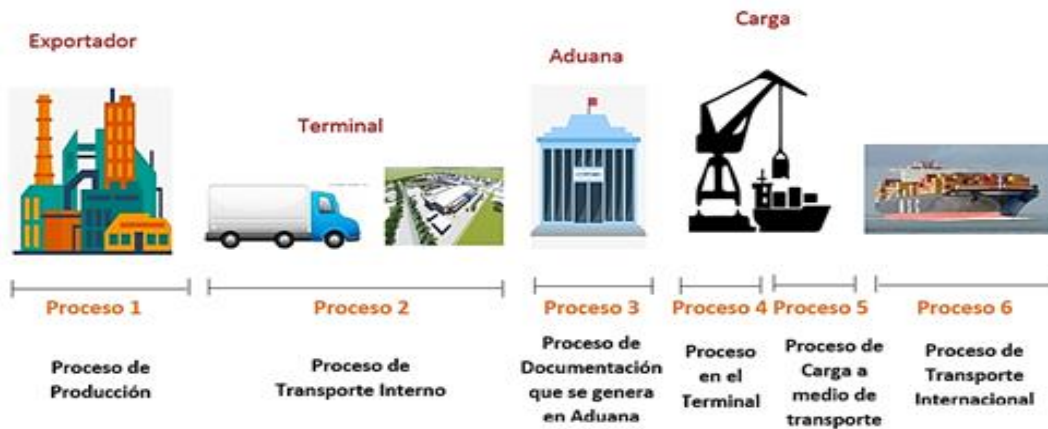 Carga
Exportador
Aduana
Terminal
Proceso 1
Proceso 2
Proceso 3
Proceso 4
Proceso 5
Proceso 6
Proceso de
Producción
Proceso de
Transporte Interno
Proceso de
Documentación
que se genera
en Aduana
Proceso
en el
Terminal
Proceso de
Carga a
medio de
transporte
Proceso de
Transporte
Internacional